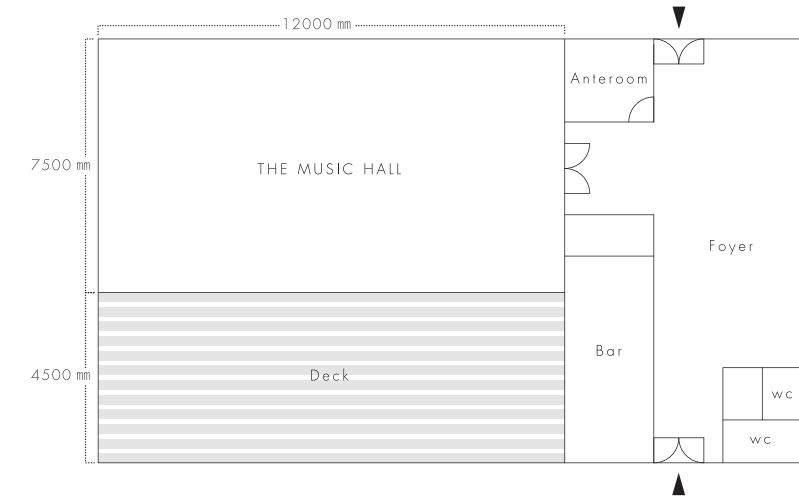 12000 mm
Anteroom
7500 mm
THE MUSIC HALL
Foyer
Bar
4500 mm
Deck
wc
wc